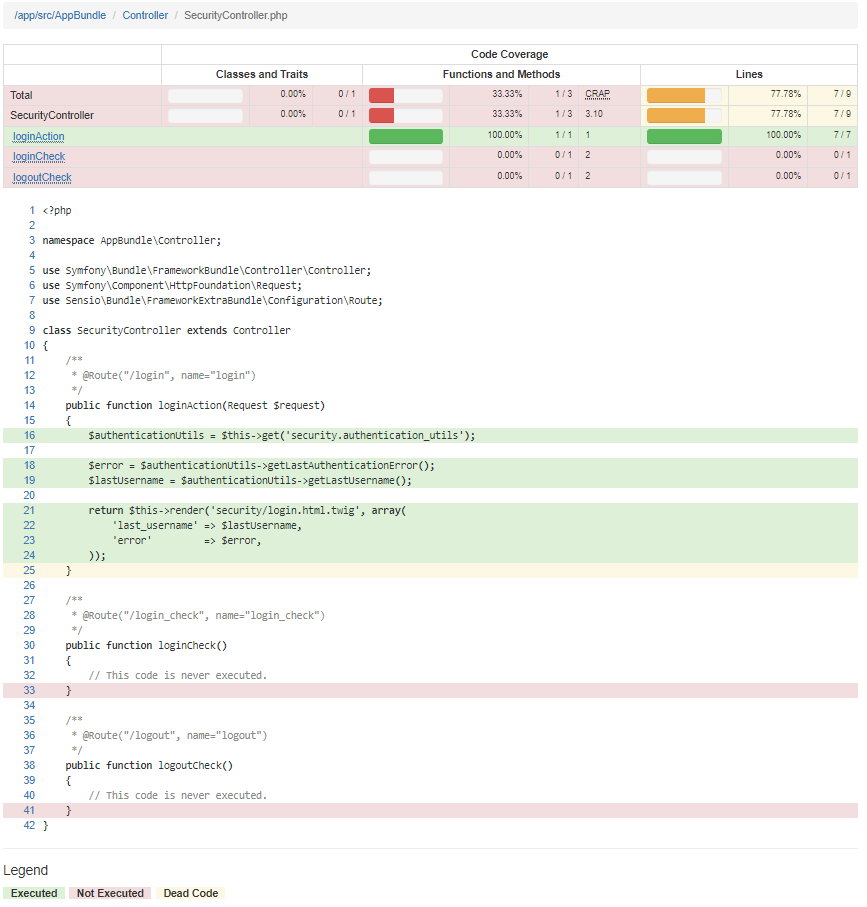 /app/src/AppBundle / Controller / SecurityController.php
Code Coverage
Classes and Traits Functions and Methods Lines
Total 0.00% 0 / 1 33.33% 1 / 3 CRAP 77.78% 7 / 9
SecurityController 0.00% 0 / 1 33.33% 1 / 3 3.10 77.78% 7 / 9
loginAction 100.00% 1 / 1 1 100.00% 7 / 7
loginCheck 0.00% 0 / 1 2 0.00% 0 / 1
logoutCheck 0.00% 0 / 1 2 0.00% 0 / 1
1 <?php
2
3 namespace AppBundle\Controller;
4
5 use Symfony\Bundle\FrameworkBundle\Controller\Controller;
6 use Symfony\Component\HttpFoundation\Request;
7 use Sensio\Bundle\FrameworkExtraBundle\Configuration\Route;
8
9 class SecurityController extends Controller
10 {
11     /**
12      * @Route("/login", name="login")
13      */
14     public function loginAction(Request $request)
15     {
16         $authenticationUtils = $this->get('security.authentication_utils');
17
18         $error = $authenticationUtils->getLastAuthenticationError();
19         $lastUsername = $authenticationUtils->getLastUsername();
20
21         return $this->render('security/login.html.twig', array(
22             'last_username' => $lastUsername,
23             'error'         => $error,
24         ));
25     }
26
27     /**
28      * @Route("/login_check", name="login_check")
29      */
30     public function loginCheck()
31     {
32         // This code is never executed.
33     }
34
35     /**
36      * @Route("/logout", name="logout")
37      */
38     public function logoutCheck()
39     {
40         // This code is never executed.
41     }
42 }
Legend
Executed Not Executed Dead Code